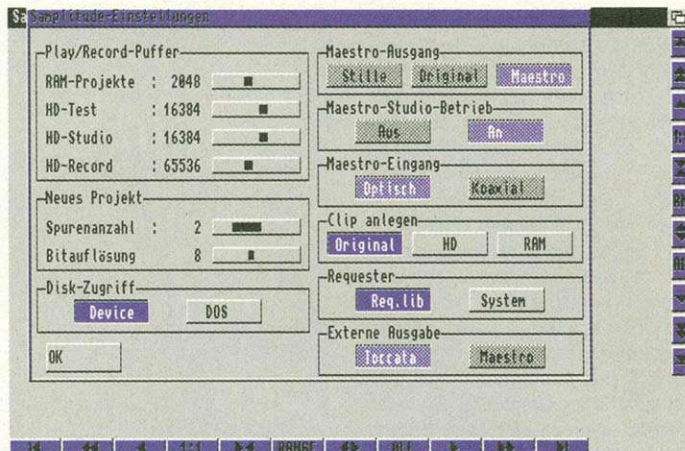 Sa
Samplitude-Einstellungen
Play/Record-Puffer
RAM-Projekte : 2048
HD-Test : 16384
HD-Studio : 16384
HD-Record : 65536
Neues Projekt
Spurenanzahl : 2
Bitauflösung 8
Disk-Zugriff
Device DOS
OK
Maestro-Ausgang
Stille Original Maestro
Maestro-Studio-Betrieb
Aus An
Maestro-Eingang
Optisch Koaxial
Clip anlegen
Original HD RAM
Requester
Req.lib System
Externe Ausgabe
Toccata Maestro
1:1 RANGE ALL